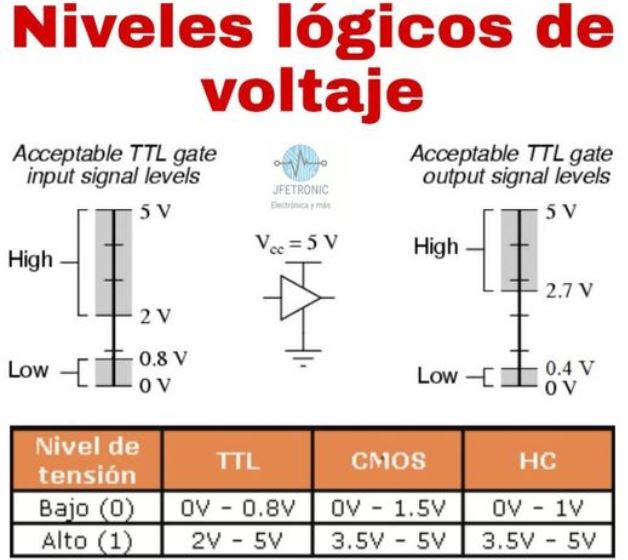 Niveles lógicos de
voltaje
Acceptable TTL gate
input signal levels
JFETRONIC
Electrónica y más
Acceptable TTL gate
output signal levels
High
5 V
2 V
Low
0.8 V
0 V
Vcc = 5 V
High
5 V
2.7 V
Low
0.4 V
0 V
Nivel de
tensión
TTL
CMOS
HC
Bajo (0) 0V - 0.8V 0V - 1.5V 0V - 1V
Alto (1) 2V - 5V 3.5V - 5V 3.5V - 5V